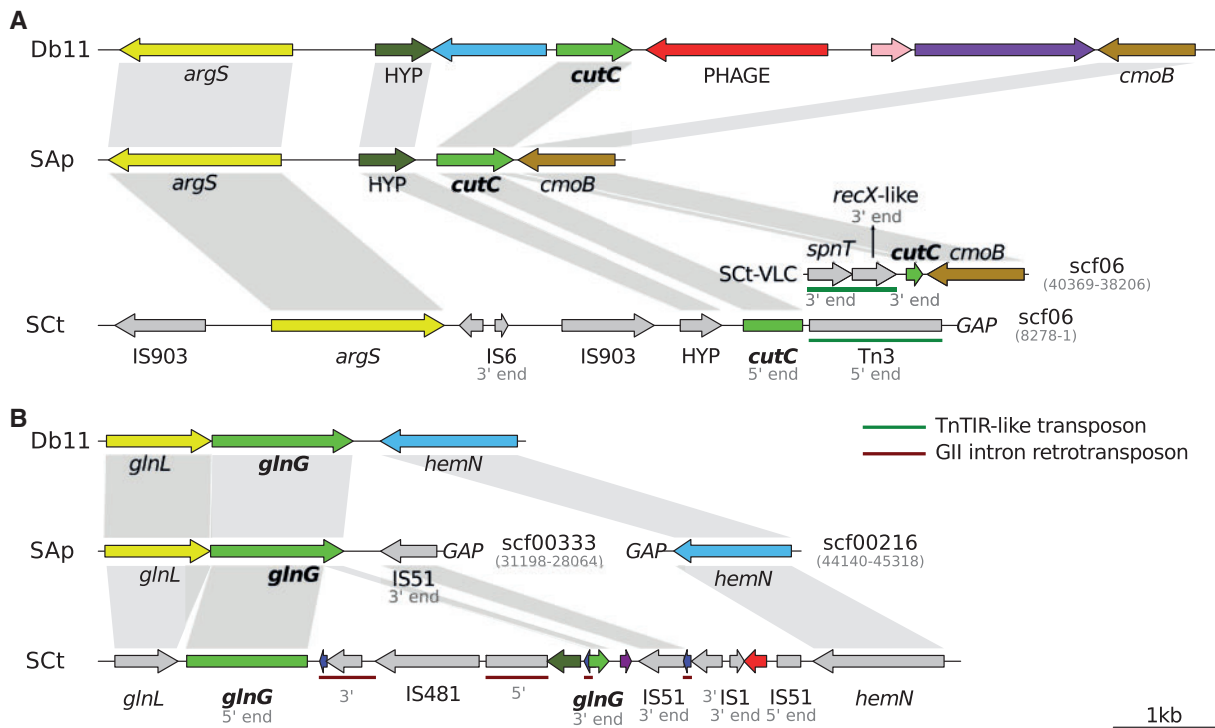 A
Db11
argS
HYP
cutC
PHAGE
cmoB
SAp
argS
HYP
cutC
cmoB
recX-like
3' end
spnT
cutC
cmoB
SCt-VLC
scf06
(40369-38206)
3' end
3' end
SCt
GAP
scf06
(8278-1)
IS903
argS
IS6
3' end
IS903
HYP
cutC
5' end
Tn3
5' end
B
Db11
glnL
glnG
hemN
TnTIR-like transposon
GII intron retrotransposon
SAp
GAP
scf00333
(31198-28064)
GAP
scf00216
(44140-45318)
glnL
glnG
IS51
3' end
hemN
SCt
glnL
glnG
5' end
3'
IS481
5'
glnG
3' end
IS51
3' end
3'
IS1
3' end
IS51
5' end
hemN
1kb